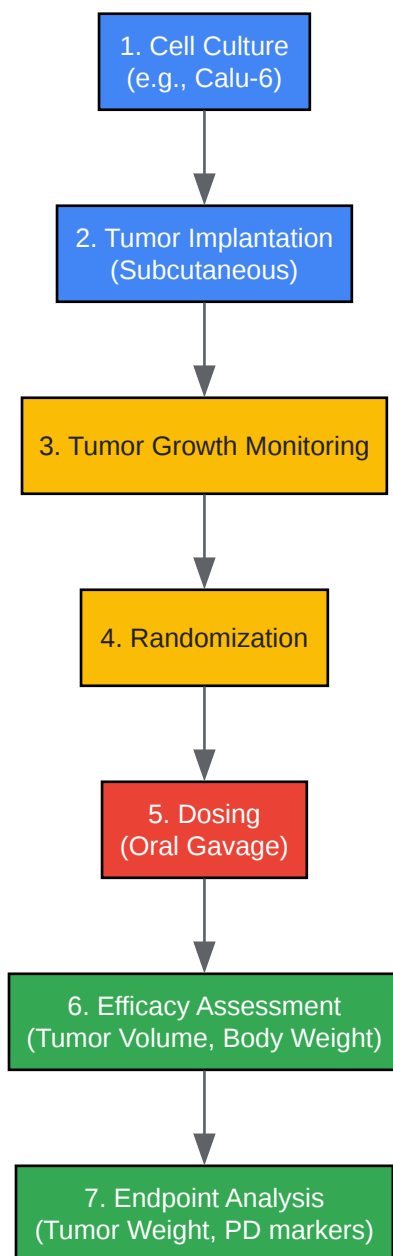 1. Cell Culture
(e.g., Calu-6)
2. Tumor Implantation
(Subcutaneous)
3. Tumor Growth Monitoring
4. Randomization
5. Dosing
(Oral Gavage)
6. Efficacy Assessment
(Tumor Volume, Body Weight)
7. Endpoint Analysis
(Tumor Weight, PD markers)